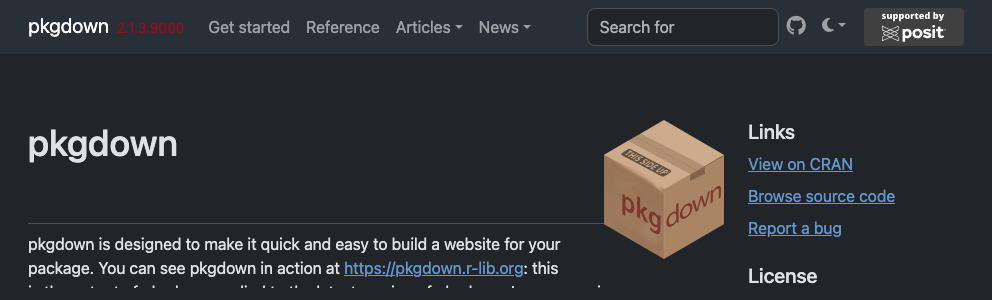 pkgdown 2.1.3.9000 Get started Reference Articles News Search for supported by posit
pkgdown
THIS SIDE UP
pkgdown
Links
View on CRAN
Browse source code
Report a bug
License
pkgdown is designed to make it quick and easy to build a website for your
package. You can see pkgdown in action at https://pkgdown.r-lib.org: this